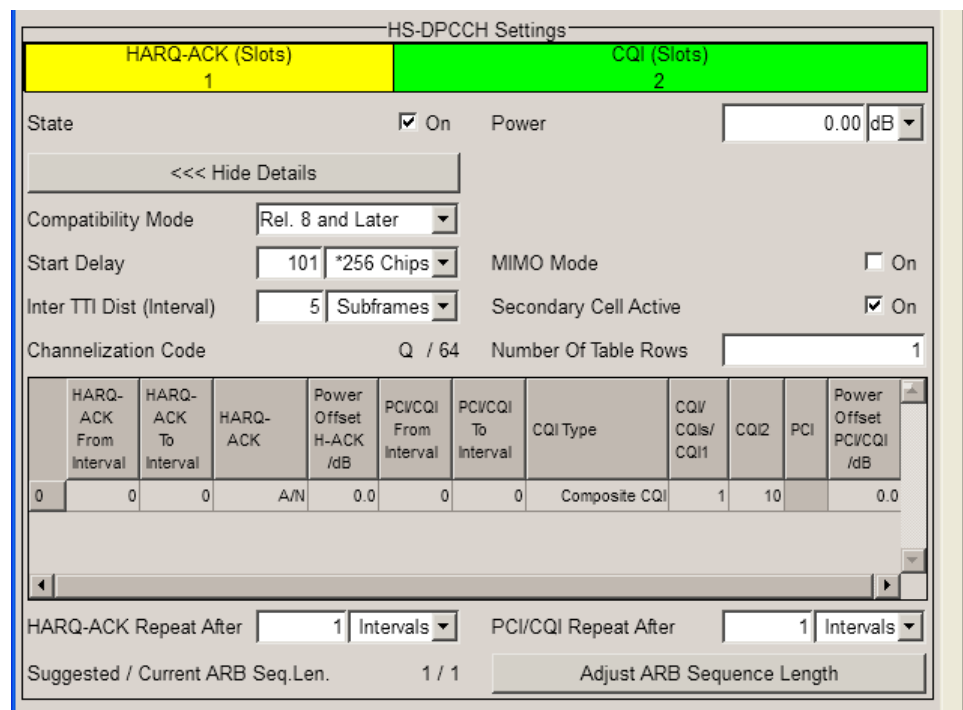 HS-DPCCH Settings
HARQ-ACK (Slots) CQI (Slots)
1 2
State On Power 0.00 dB
<<< Hide Details
Compatibility Mode Rel. 8 and Later
Start Delay 101 *256 Chips MIMO Mode On
Inter TTI Dist (Interval) 5 Subframes Secondary Cell Active On
Channelization Code Q / 64 Number Of Table Rows 1
HARQ-ACK From Interval HARQ-ACK To Interval HARQ-ACK Power Offset H-ACK /dB PCI/CQI From Interval PCI/CQI To Interval CQI Type CQI/ CQIs/ CQI1 CQI2 PCI Power Offset PCI/CQI /dB
0 0 0 A/N 0.0 0 0 Composite CQI 1 10 0.0
HARQ-ACK Repeat After 1 Intervals PCI/CQI Repeat After 1 Intervals
Suggested / Current ARB Seq.Len. 1 / 1 Adjust ARB Sequence Length